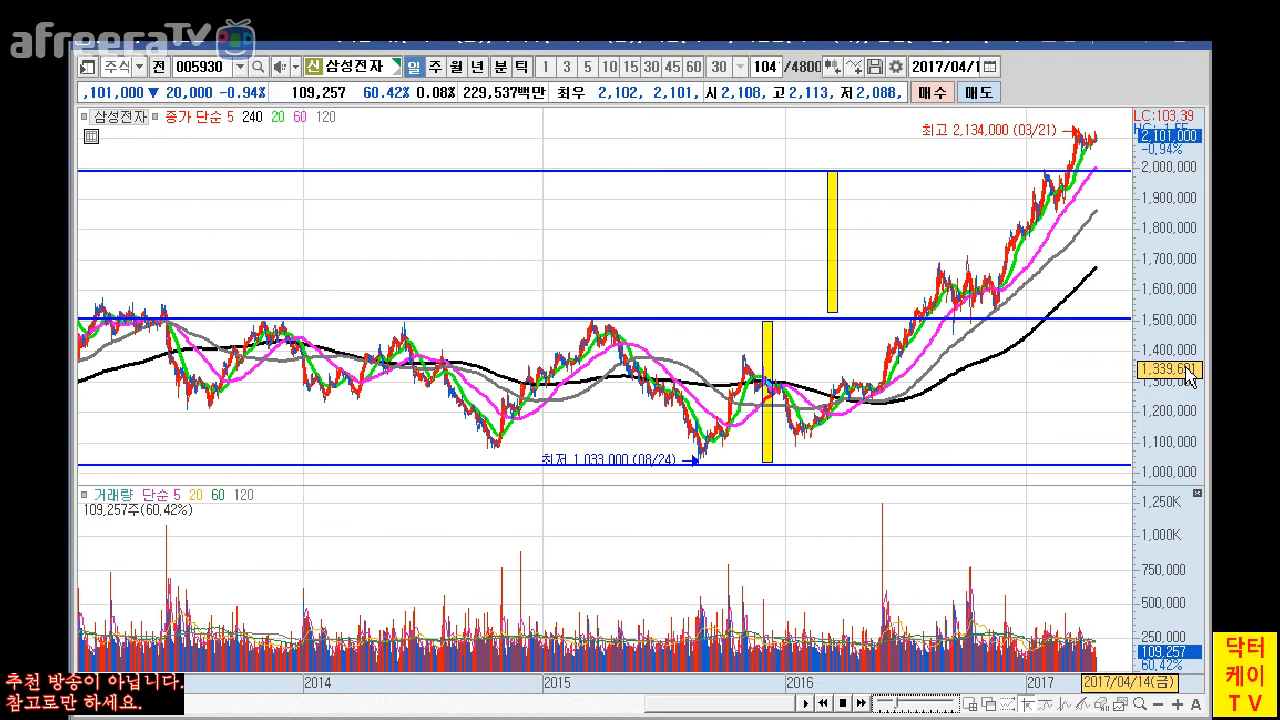 afreecaTV
주식 전 005930 신 삼성전자 일 주 월 년 분 틱 1 3 5 10 15 30 45 60 30 104 /4800 2017/04/1
,101,000 ▼ 20,000 -0.94% 109,257 60.42% 0.08% 229,537백만 최우 2,102, 2,101, 시 2,108, 고 2,113, 저 2,088, 매수 매도
삼성전자 종가 단순 5 240 20 60 120
LC:103,39
최고 2,134,000 (03/21)
2,101,000
-0.94%
2,000,000
1,900,000
1,800,000
1,700,000
1,600,000
1,500,000
1,400,000
1,200,000
1,100,000
최저 1,033,000 (08/24)
1,000,000
거래량 단순 5 20 60 120
109,257주(60.42%)
1,250K
1,000K
750,000
500,000
250,000
109,257
60.42%
2014 2015 2016 2017 2017/04/14(금)
추천 방송이 아닙니다.
참고로만 하세요.
닥터
케이
T V